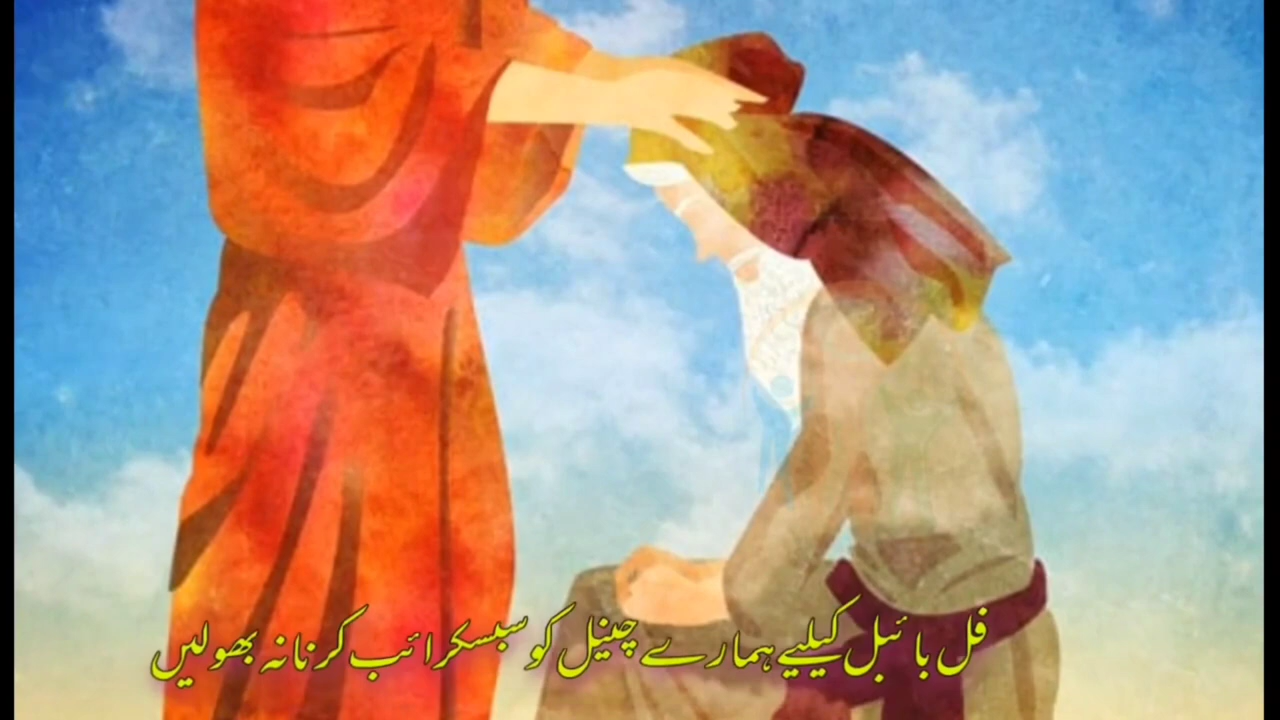 فل بائبل کیلیے ہمارے چینل کو سبسکرائب کرنا نہ بھولیں